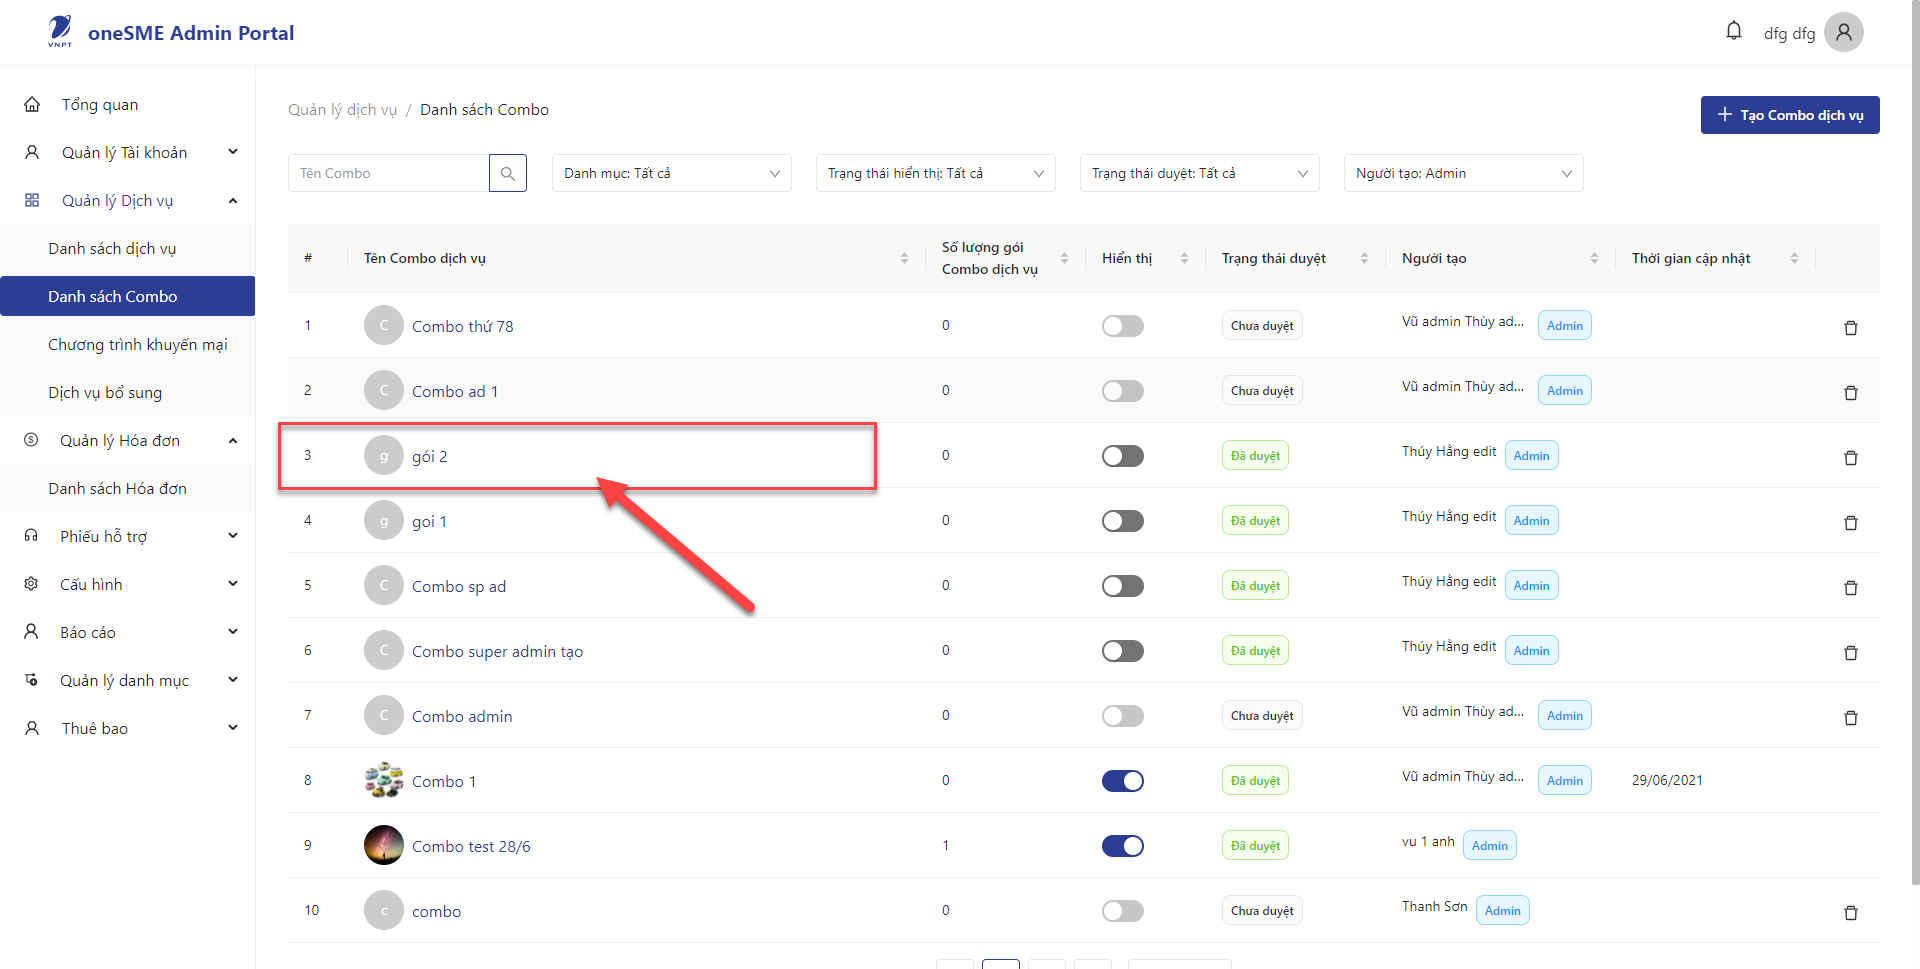 VNPT
oneSME Admin Portal
dfg dfg
Tổng quan
Quản lý Tài khoản
Quản lý Dịch vụ
Danh sách dịch vụ
Danh sách Combo
Chương trình khuyến mại
Dịch vụ bổ sung
Quản lý Hóa đơn
Danh sách Hóa đơn
Phiếu hỗ trợ
Cấu hình
Báo cáo
Quản lý danh mục
Thuê bao
Quản lý dịch vụ / Danh sách Combo
Tạo Combo dịch vụ
Tên Combo
Danh mục: Tất cả
Trạng thái hiển thị: Tất cả
Trạng thái duyệt: Tất cả
Người tạo: Admin
# Tên Combo dịch vụ Số lượng gói Combo dịch vụ Hiển thị Trạng thái duyệt Người tạo Thời gian cập nhật
1 C Combo thứ 78 0 Chưa duyệt Vũ admin Thùy ad... Admin
2 C Combo ad 1 0 Chưa duyệt Vũ admin Thùy ad... Admin
3 g gói 2 0 Đã duyệt Thúy Hằng edit Admin
4 g goi 1 0 Đã duyệt Thúy Hằng edit Admin
5 C Combo sp ad 0 Đã duyệt Thúy Hằng edit Admin
6 C Combo super admin tạo 0 Đã duyệt Thúy Hằng edit Admin
7 C Combo admin 0 Chưa duyệt Vũ admin Thùy ad... Admin
8 Combo 1 0 Đã duyệt Vũ admin Thùy ad... Admin 29/06/2021
9 Combo test 28/6 1 Đã duyệt vu 1 anh Admin
10 c combo 0 Chưa duyệt Thanh Sơn Admin